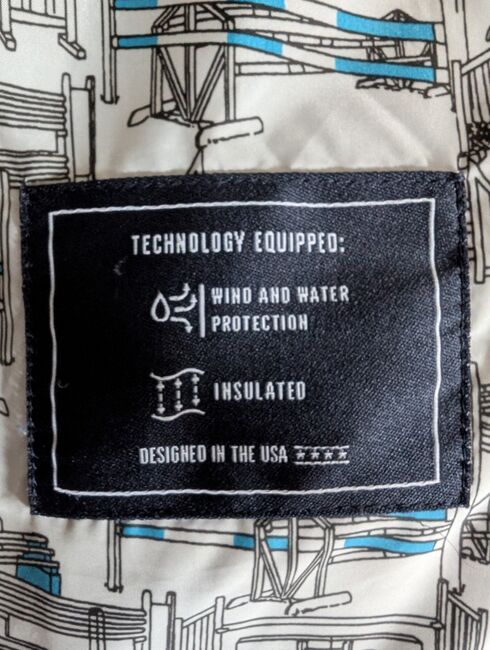 TECHNOLOGY EQUIPPED:
WIND AND WATER
PROTECTION
INSULATED
DESIGNED IN THE USA